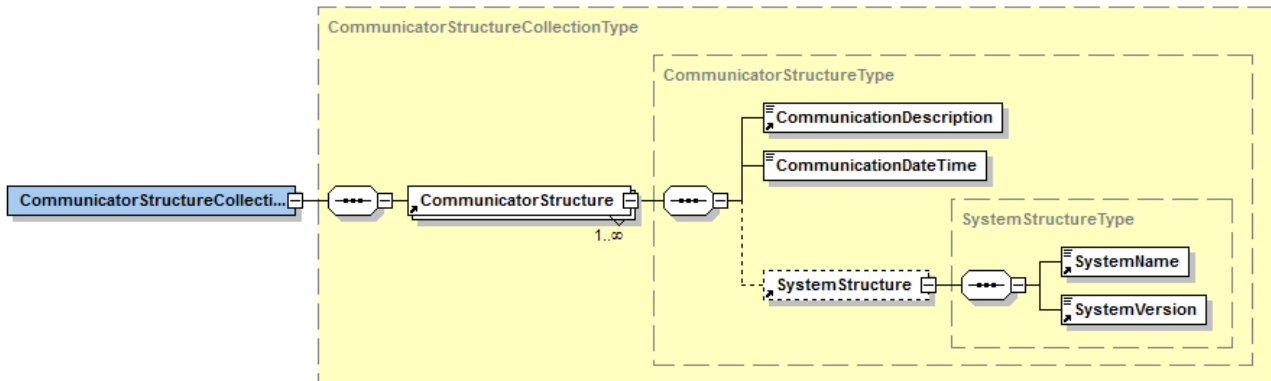 CommunicatorStructureCollectionType
CommunicatorStructureType
CommunicationDescription
CommunicationDateTime
CommunicatorStructureCollecti...
CommunicatorStructure
1..∞
SystemStructureType
SystemName
SystemStructure
SystemVersion